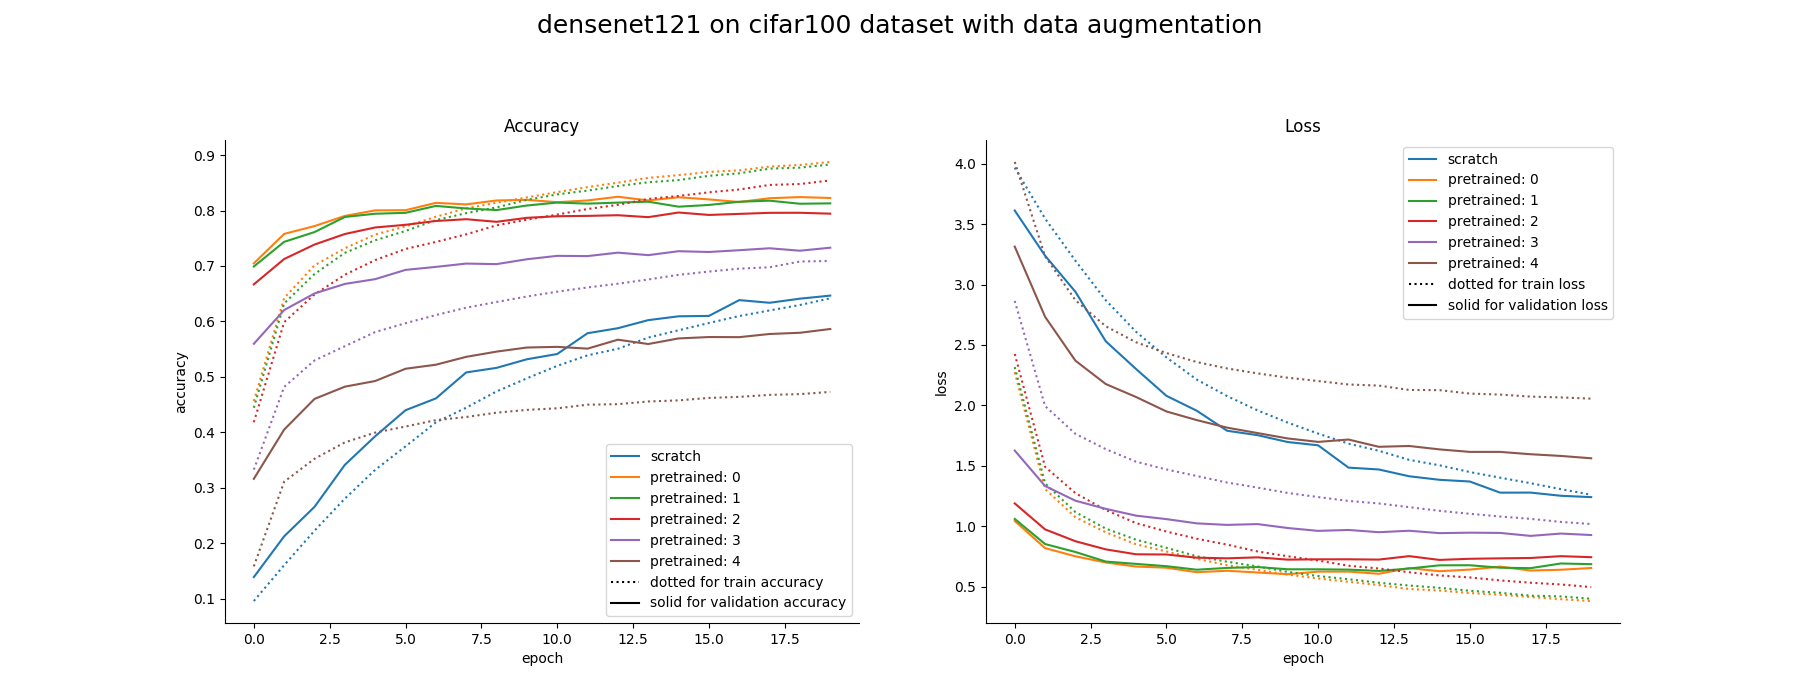 densenet121 on cifar100 dataset with data augmentation
Accuracy
0.9
0.8
0.7
0.6
0.5
0.4
0.3
0.2
0.1
accuracy
scratch
pretrained: 0
pretrained: 1
pretrained: 2
pretrained: 3
pretrained: 4
dotted for train accuracy
solid for validation accuracy
0.0 2.5 5.0 7.5 10.0 12.5 15.0 17.5
epoch
Loss
4.0
3.5
3.0
2.5
2.0
1.5
1.0
0.5
loss
scratch
pretrained: 0
pretrained: 1
pretrained: 2
pretrained: 3
pretrained: 4
dotted for train loss
solid for validation loss
0.0 2.5 5.0 7.5 10.0 12.5 15.0 17.5
epoch